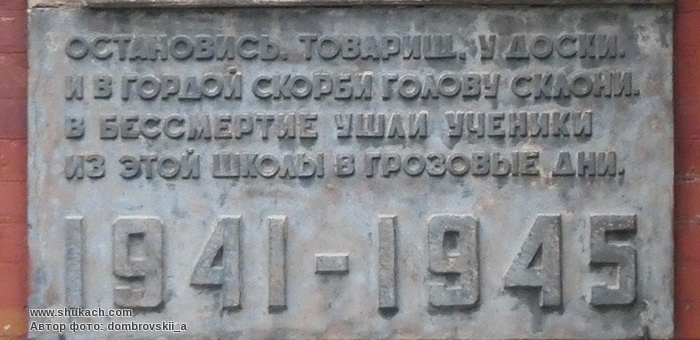 ОСТАНОВИСЬ, ТОВАРИЩ, У ДОСКИ.
И В ГОРДОЙ СКОРБИ ГОЛОВУ СКЛОНИ.
В БЕССМЕРТИЕ УШЛИ УЧЕНИКИ
ИЗ ЭТОЙ ШКОЛЫ В ГРОЗОВЫЕ ДНИ.
1941-1945
www.shukach.com
Автор фото: dombrovskii_a